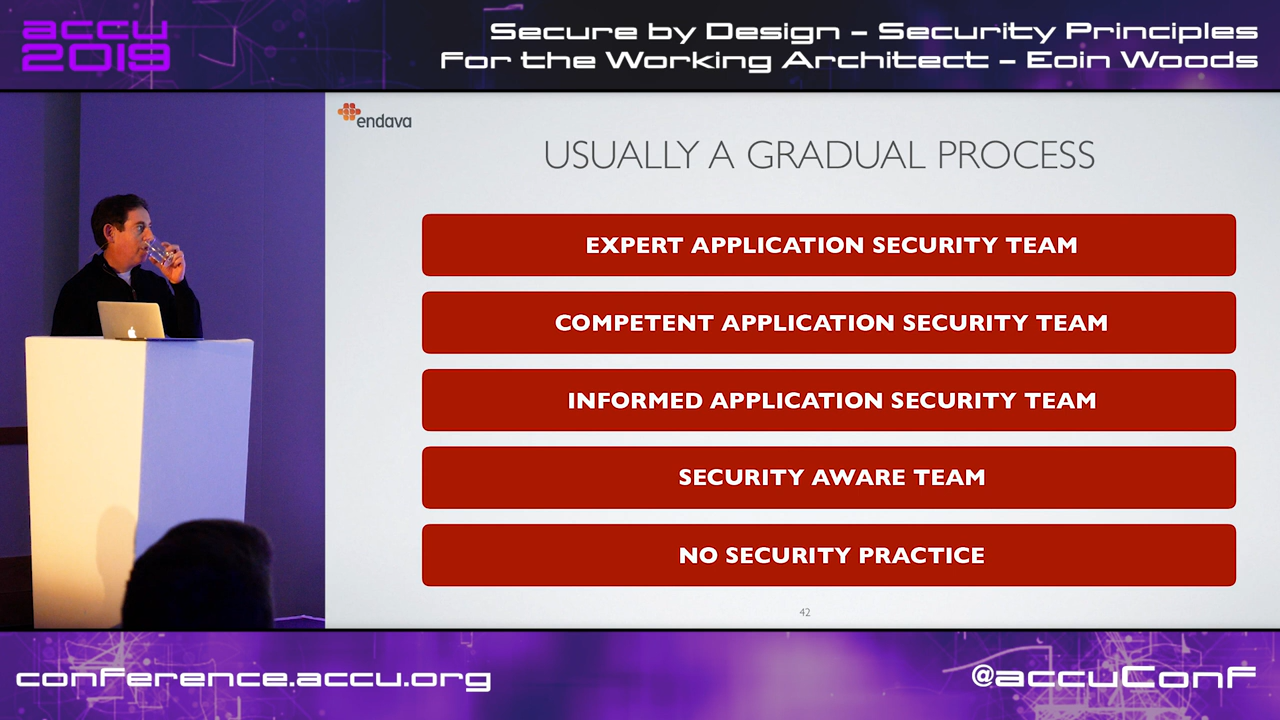 accu
2019
Secure by Design - Security Principles
For the Working Architect - Eoin Woods
endava
USUALLY A GRADUAL PROCESS
EXPERT APPLICATION SECURITY TEAM
COMPETENT APPLICATION SECURITY TEAM
INFORMED APPLICATION SECURITY TEAM
SECURITY AWARE TEAM
NO SECURITY PRACTICE
42
conference.accu.org
@accuConf